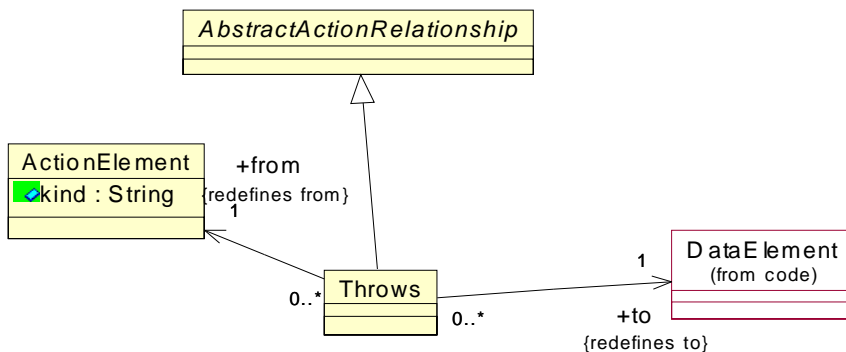 AbstractActionRelationship
ActionElement
kind : String
+from
{redefines from}
1
0..*
Throws
0..*
1
DataElement
(from code)
+to
{redefines to}